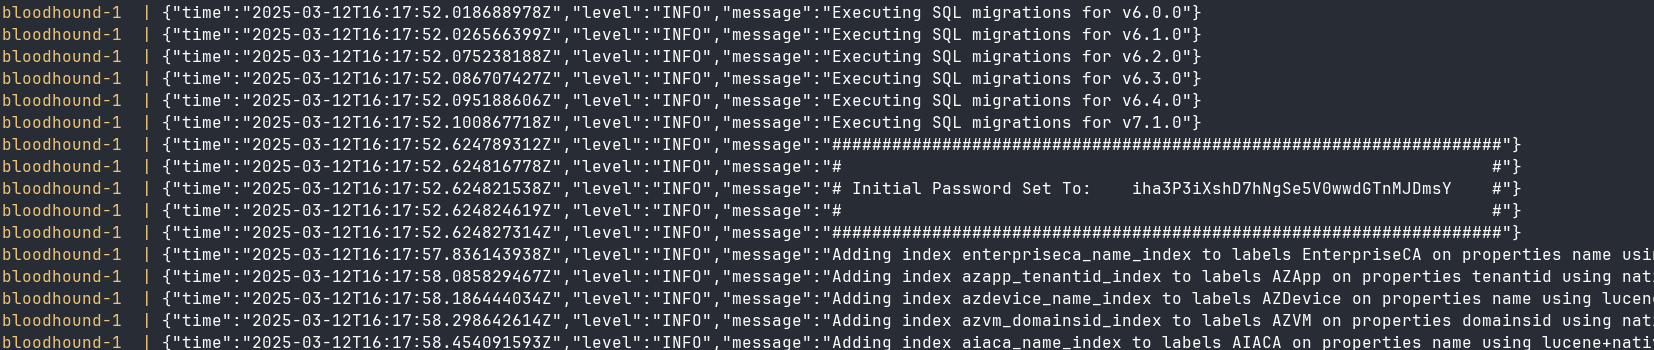 bloodhound-1  | {"time":"2025-03-12T16:17:52.018688978Z","level":"INFO","message":"Executing SQL migrations for v6.0.0"}
bloodhound-1  | {"time":"2025-03-12T16:17:52.026566399Z","level":"INFO","message":"Executing SQL migrations for v6.1.0"}
bloodhound-1  | {"time":"2025-03-12T16:17:52.075238188Z","level":"INFO","message":"Executing SQL migrations for v6.2.0"}
bloodhound-1  | {"time":"2025-03-12T16:17:52.086707427Z","level":"INFO","message":"Executing SQL migrations for v6.3.0"}
bloodhound-1  | {"time":"2025-03-12T16:17:52.095188606Z","level":"INFO","message":"Executing SQL migrations for v6.4.0"}
bloodhound-1  | {"time":"2025-03-12T16:17:52.100867718Z","level":"INFO","message":"Executing SQL migrations for v7.1.0"}
bloodhound-1  | {"time":"2025-03-12T16:17:52.624789312Z","level":"INFO","message":"###################################################################"}
bloodhound-1  | {"time":"2025-03-12T16:17:52.624816778Z","level":"INFO","message":"#                                                                 #"}
bloodhound-1  | {"time":"2025-03-12T16:17:52.624821538Z","level":"INFO","message":"# Initial Password Set To:    iha3P3iXshD7hNgSe5V0wwdGTnMJDmsY    #"}
bloodhound-1  | {"time":"2025-03-12T16:17:52.624824619Z","level":"INFO","message":"#                                                                 #"}
bloodhound-1  | {"time":"2025-03-12T16:17:52.624827314Z","level":"INFO","message":"###################################################################"}
bloodhound-1  | {"time":"2025-03-12T16:17:57.836143938Z","level":"INFO","message":"Adding index enterpriseca_name_index to labels EnterpriseCA on properties name usi
bloodhound-1  | {"time":"2025-03-12T16:17:58.085829467Z","level":"INFO","message":"Adding index azapp_tenantid_index to labels AZApp on properties tenantid using nat
bloodhound-1  | {"time":"2025-03-12T16:17:58.186444034Z","level":"INFO","message":"Adding index azdevice_name_index to labels AZDevice on properties name using lucen
bloodhound-1  | {"time":"2025-03-12T16:17:58.298642614Z","level":"INFO","message":"Adding index azvm_domainsid_index to labels AZVM on properties domainsid using nat
bloodhound-1  | {"time":"2025-03-12T16:17:58.454091593Z","level":"INFO","message":"Adding index aiaca_name_index to labels AIACA on properties name using lucene+nati